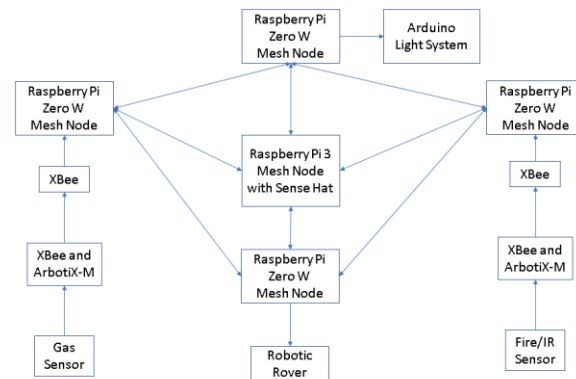 Raspberry Pi
Zero W
Mesh Node
Arduino
Light System
Raspberry Pi
Zero W
Mesh Node
Raspberry Pi
Zero W
Mesh Node
Raspberry Pi 3
Mesh Node
with Sense Hat
XBee
XBee
XBee and
ArbotiX-M
Raspberry Pi
Zero W
Mesh Node
XBee and
ArbotiX-M
Gas
Sensor
Robotic
Rover
Fire/IR
Sensor